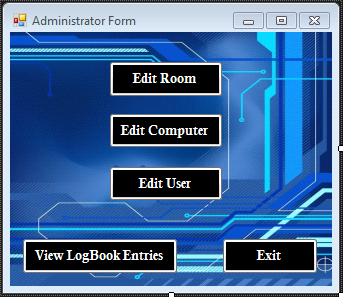 Administrator Form
Edit Room
Edit Computer
Edit User
View LogBook Entries
Exit